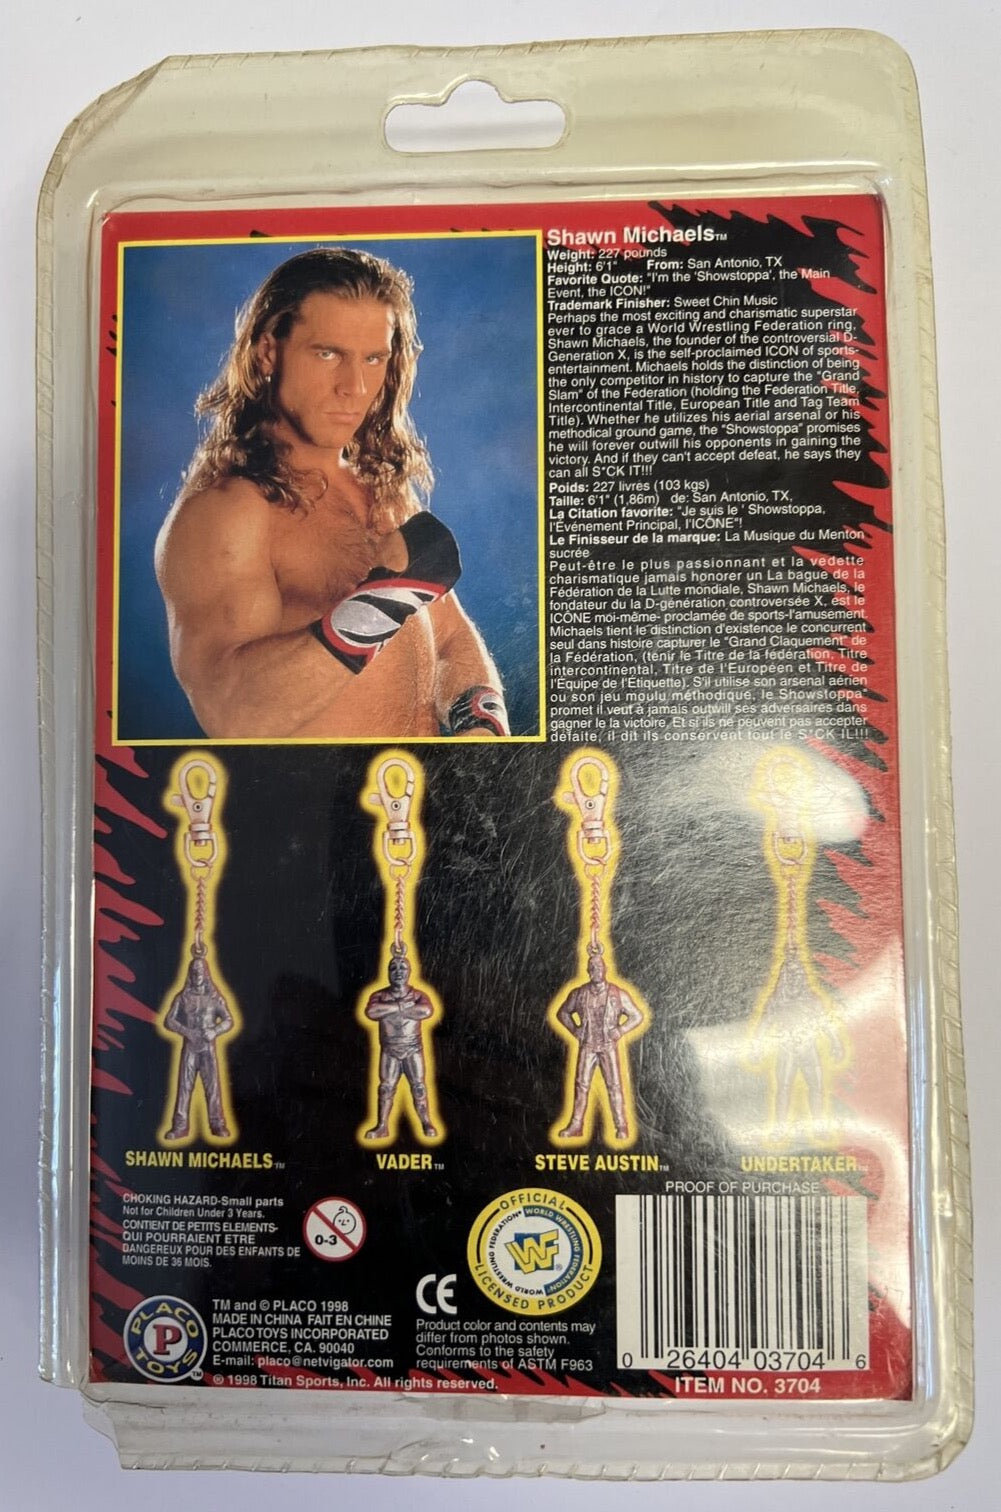 Shawn Michaels™
Weight: 227 pounds
Height: 6'1" From: San Antonio, TX
Favorite Quote: "I'm the 'Showstoppa', the Main
Event, the ICON!"
Trademark Finisher: Sweet Chin Music
Perhaps the most exciting and charismatic superstar
ever to grace a World Wrestling Federation ring,
Shawn Michaels, the founder of the controversial D-
Generation X, is the self-proclaimed ICON of sports-
entertainment. Michaels holds the distinction of being
the only competitor in history to capture the "Grand
Slam" of the Federation (holding the Federation Title,
Intercontinental Title, European Title and Tag Team
Title). Whether he utilizes his aerial arsenal or his
methodical ground game, the "Showstoppa" promises
he will forever outwill his opponents in gaining the
victory. And if they can't accept defeat, he says they
can all S*CK IT!!!
Poids: 227 livres (103 kgs)
Taille: 6'1" (1,86m) de: San Antonio, TX,
La Citation favorite: "Je suis le ' Showstoppa,
l'Événement Principal, l'ICÔNE"!
Le Finisseur de la marque: La Musique du Menton
sucrée
Peut-être le plus passionnant et la vedette
charismatique jamais honorer un La bague de la
Fédération de la Lutte mondiale, Shawn Michaels, le
fondateur du la D-génération controversée X, est le
ICÔNE moi-même- proclamée de sports-l'amusement.
Michaels tient le distinction d'existence le concurrent
seul dans histoire capturer le "Grand Claquement" de
la Fédération, (tenir le Titre de la fédération, Titre
intercontinental, Titre de l'Européen et Titre de
l'Équipe de l'Étiquette). S'il utilise son arsenal aérien
ou son jeu moulu méthodique, le Showstoppa"
promet il veut à jamais outwill ses adversaires dans
gagner le la victoire. Et si ils ne peuvent pas accepter
défaite, il dit ils conservent tout le S*CK IL!!!
SHAWN MICHAELS™ VADER™ STEVE AUSTIN™ UNDERTAKER™
CHOKING HAZARD-Small parts
Not for Children Under 3 Years.
CONTIENT DE PETITS ELEMENTS-
QUI POURRAIENT ETRE
DANGEREUX POUR DES ENFANTS DE
MOINS DE 36 MOIS.
0-3
OFFICIAL
WORLD WRESTLING FEDERATION
WORLD WRESTLING FEDERATION
WF
LICENSED PRODUCT
PROOF OF PURCHASE
PLACO
P
TOYS™
TM and © PLACO 1998
MADE IN CHINA FAIT EN CHINE
PLACO TOYS INCORPORATED
COMMERCE, CA. 90040
E-mail: placo@netvigator.com
® 1998 Titan Sports, Inc. All rights reserved.
CE
Product color and contents may
differ from photos shown.
Conforms to the safety
requirements of ASTM F963
0 26404 03704 6
ITEM NO. 3704